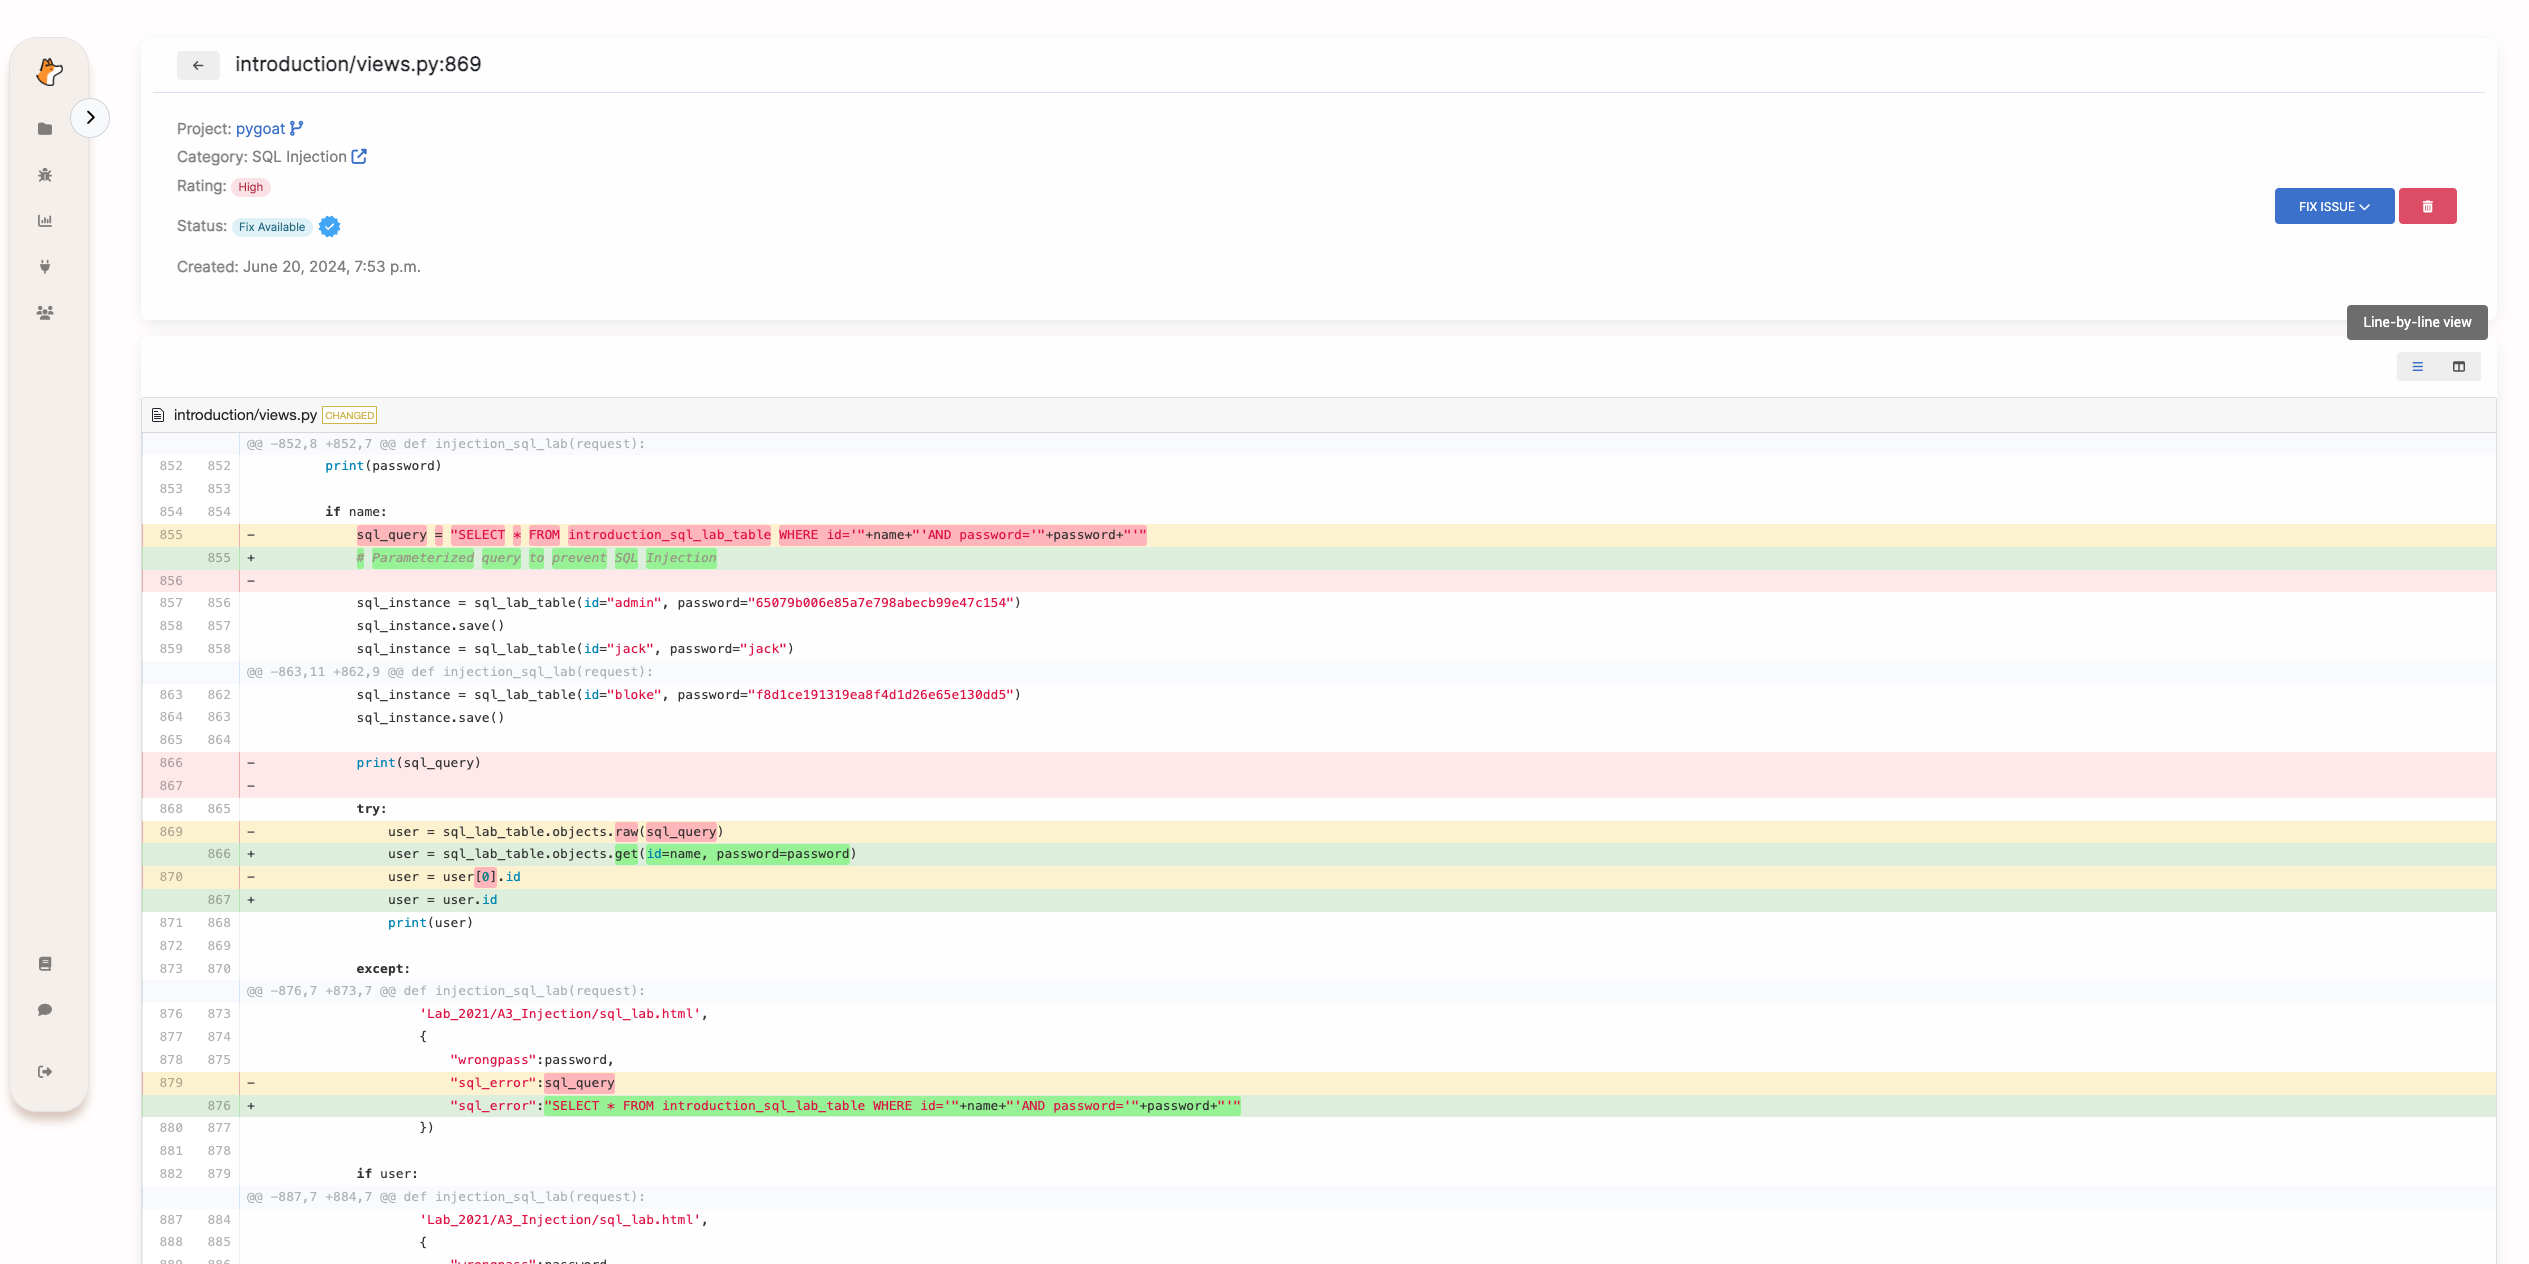 introduction/views.py:869
Project: pygoat
Category: SQL Injection
Rating: High
Status: Fix Available
Created: June 20, 2024, 7:53 p.m.
FIX ISSUE
Line-by-line view
introduction/views.py CHANGED
@@ -852,8 +852,7 @@ def injection_sql_lab(request):
852 852 print(password)
853 853
854 854 if name:
855 - sql_query = "SELECT * FROM introduction_sql_lab_table WHERE id='"+name+"'AND password='"+password+"'"
855 + # Parameterized query to prevent SQL Injection
856 -
857 856 sql_instance = sql_lab_table(id="admin", password="65079b006e85a7e798abecb99e47c154")
858 857 sql_instance.save()
859 858 sql_instance = sql_lab_table(id="jack", password="jack")
@@ -863,11 +862,9 @@ def injection_sql_lab(request):
863 862 sql_instance = sql_lab_table(id="bloke", password="f8d1ce191319ea8f4d1d26e65e130dd5")
864 863 sql_instance.save()
865 864
866 - print(sql_query)
867 -
868 865 try:
869 - user = sql_lab_table.objects.raw(sql_query)
866 + user = sql_lab_table.objects.get(id=name, password=password)
870 - user = user[0].id
867 + user = user.id
871 868 print(user)
872 869
873 870 except:
@@ -876,7 +873,7 @@ def injection_sql_lab(request):
876 873 'Lab_2021/A3_Injection/sql_lab.html',
877 874 {
878 875 "wrongpass":password,
879 - "sql_error":sql_query
876 + "sql_error":"SELECT * FROM introduction_sql_lab_table WHERE id='"+name+"'AND password='"+password+"'"
880 877 })
881 878
882 879 if user:
@@ -887,7 +884,7 @@ def injection_sql_lab(request):
887 884 'Lab_2021/A3_Injection/sql_lab.html',
888 885 {
889 886 "wrongpass":password,